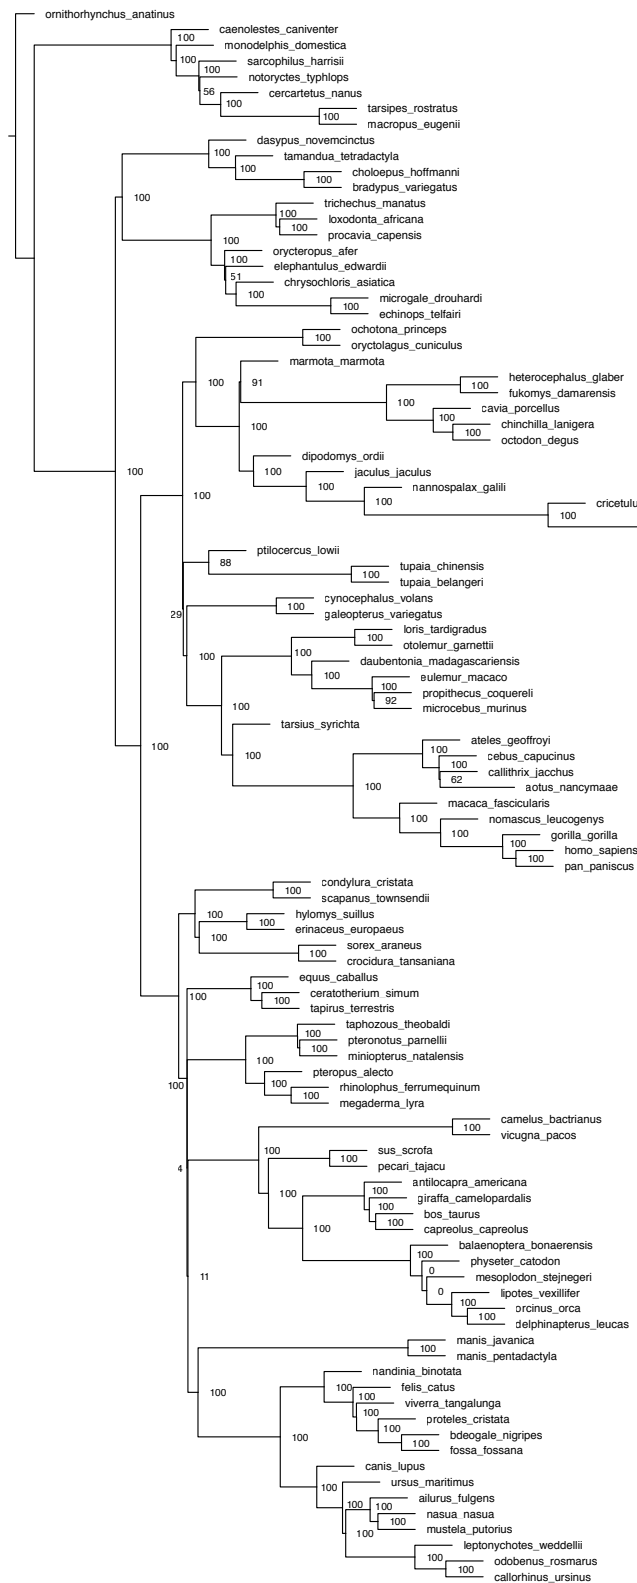 ornithorhynchus_anatinus
caenolestes_caniventer
100
monodelphis_domestica
100
sarcophilus_harrisii
100
notoryctes_typhlops
56
cercartetus_nanus
100
tarsipes_rostratus
100
macropus_eugenii
dasypus_novemcinctus
100
tamandua_tetradactyla
100
choloepus_hoffmanni
100
bradypus_variegatus
100
trichechus_manatus
100
loxodonta_africana
100
procavia_capensis
100
orycteropus_afer
100
elephantulus_edwardii
51
chrysochloris_asiatica
100
microgale_drouhardi
100
echinops_telfairi
ochotona_princeps
100
oryctolagus_cuniculus
marmota_marmota
100
91
heterocephalus_glaber
100
fukomys_damarensis
100
cavia_porcellus
100
chinchilla_lanigera
100
100
octodon_degus
dipodomys_ordii
100
100
jaculus_jaculus
100
nannospalax_galili
100
100
cricetulu
100
ptilocercus_lowii
88
tupaia_chinensis
100
tupaia_belangeri
cynocephalus_volans
100
29
galeopterus_variegatus
loris_tardigradus
100
otolemur_garnettii
100
100
daubentonia_madagascariensis
100
eulemur_macaco
100
propithecus_coquereli
92
microcebus_murinus
100
tarsius_syrichta
100
100
ateles_geoffroyi
100
cebus_capucinus
100
callithrix_jacchus
62
100
aotus_nancymaae
macaca_fascicularis
100
nomascus_leucogenys
100
gorilla_gorilla
100
homo_sapiens
100
pan_paniscus
condylura_cristata
100
scapanus_townsendii
100
hylomys_suillus
100
erinaceus_europaeus
100
sorex_araneus
100
crocidura_tansaniana
equus_caballus
100
100
ceratotherium_simum
100
tapirus_terrestris
taphozous_theobaldi
100
pteronotus_parnellii
100
miniopterus_natalensis
100
pteropus_alecto
100
100
rhinolophus_ferrumequinum
100
megaderma_lyra
camelus_bactrianus
100
vicugna_pacos
100
sus_scrofa
100
4
100
pecari_tajacu
antilocapra_americana
100
giraffa_camelopardalis
100
bos_taurus
100
100
capreolus_capreolus
balaenoptera_bonaerensis
100
physeter_catodon
0
11
mesoplodon_stejnegeri
0
lipotes_vexillifer
100
orcinus_orca
100
delphinapterus_leucas
manis_javanica
100
manis_pentadactyla
nandinia_binotata
100
100
felis_catus
100
viverra_tangalunga
100
proteles_cristata
100
bdeogale_nigripes
100
100
fossa_fossana
canis_lupus
100
ursus_maritimus
100
ailurus_fulgens
100
nasua_nasua
100
100
mustela_putorius
leptonychotes_weddellii
100
odobenus_rosmarus
100
callorhinus_ursinus